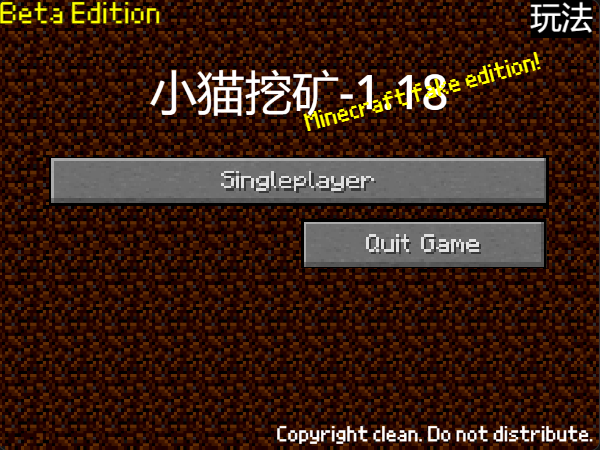 Beta Edition
玩法
小猫挖矿-1.18
Minecraft fake edition!
Singleplayer
Quit Game
Copyright clean. Do not distribute.